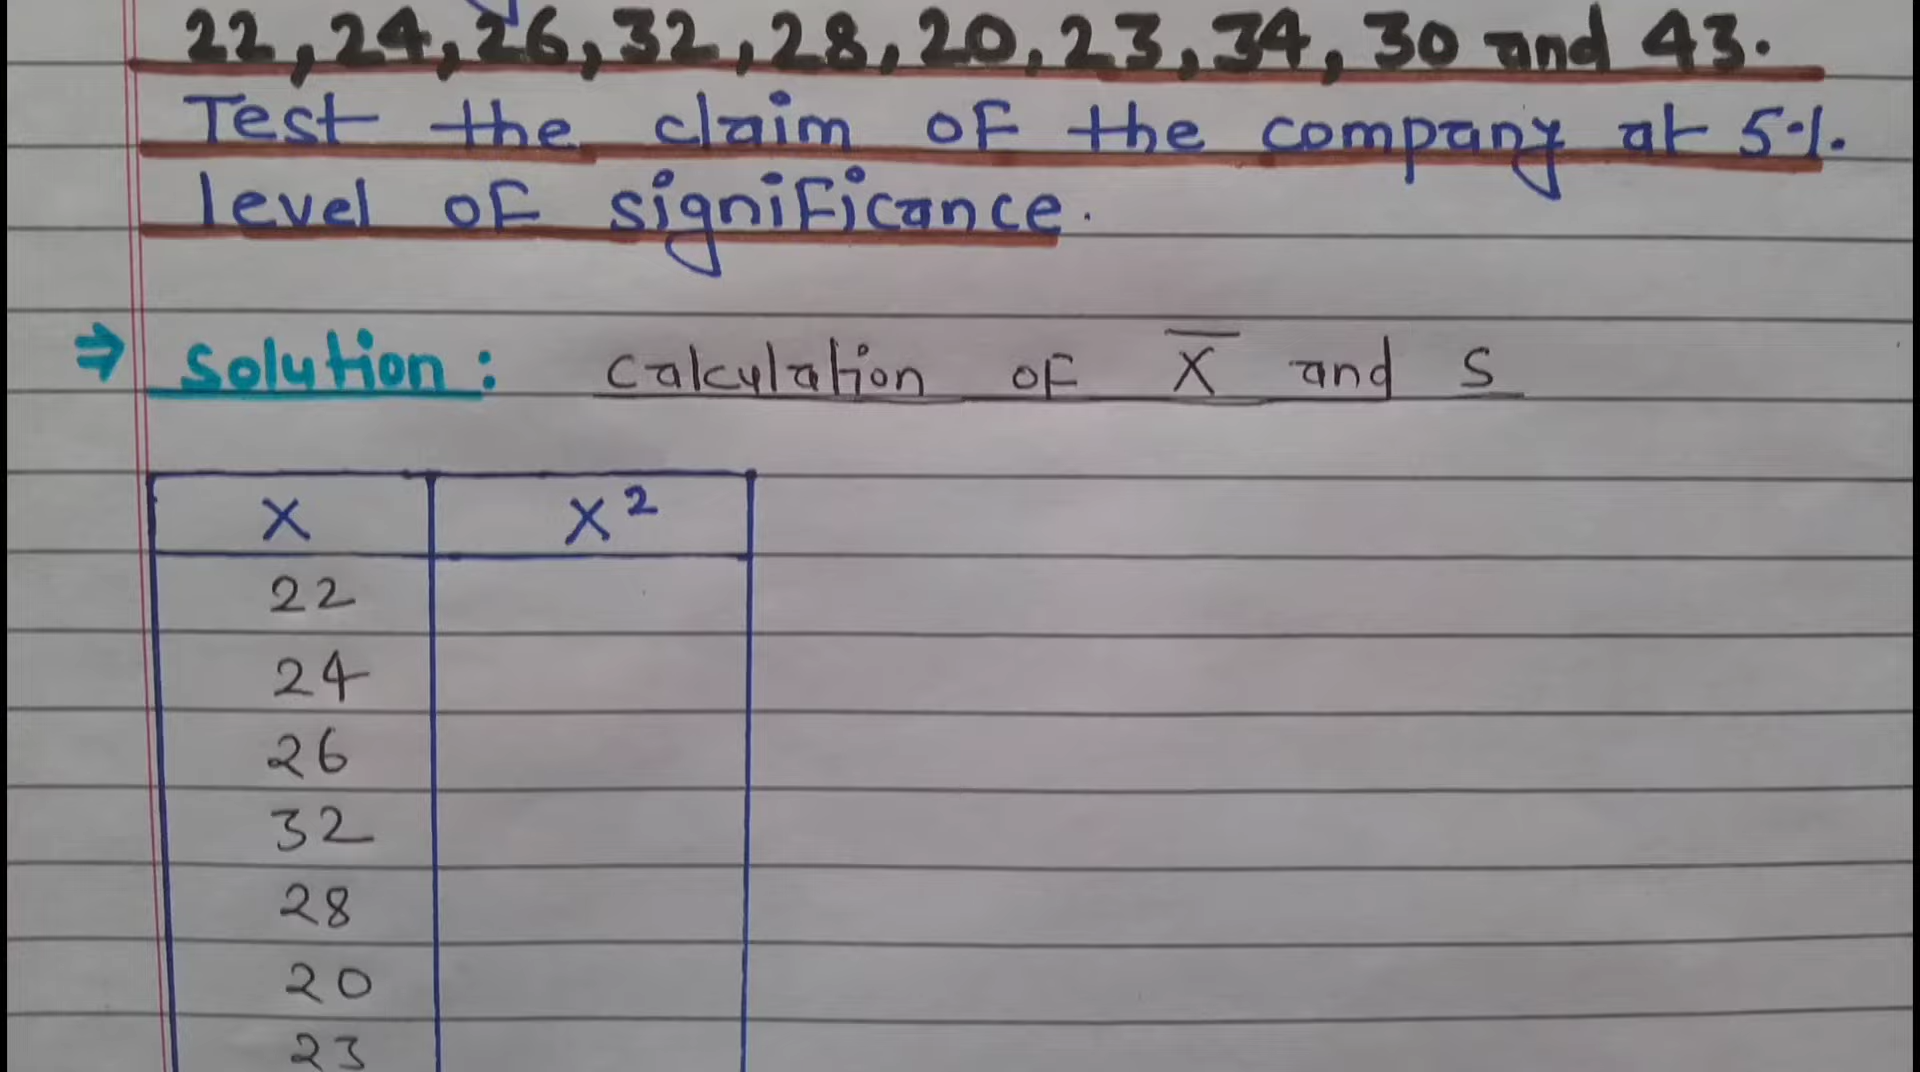 22, 24, 26, 32, 28, 20, 23, 34, 30 and 43.
Test the claim of the company at 5%.
level of significance.
⇒ Solution: Calculation of X̅ and S
X X²
22
24
26
32
28
20
23